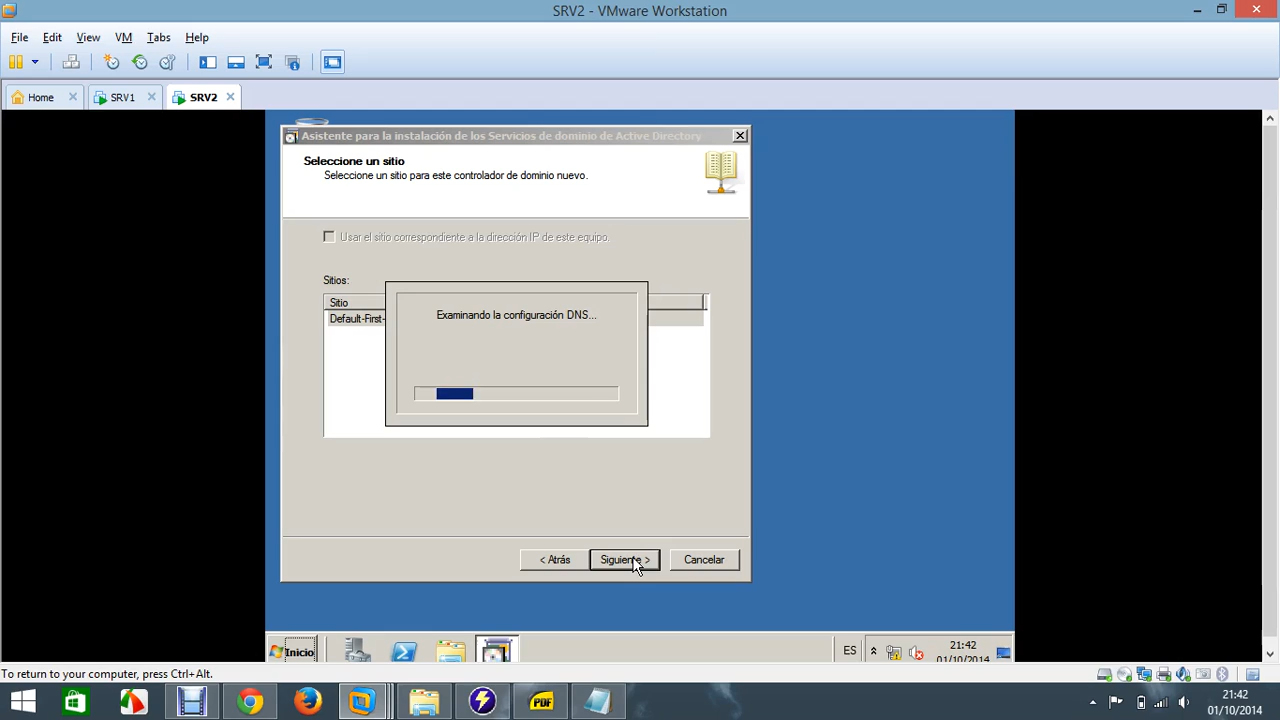 SRV2 - VMware Workstation
File Edit View VM Tabs Help
Home SRV1 SRV2
Asistente para la instalación de los Servicios de dominio de Active Directory
Seleccione un sitio
Seleccione un sitio para este controlador de dominio nuevo.
Usar el sitio correspondiente a la dirección IP de este equipo.
Sitios:
Sitio
Default-First-
Examinando la configuración DNS...
< Atrás Siguiente > Cancelar
Inicio ES 21:42
01/10/2014
To return to your computer, press Ctrl+Alt.
PDF 21:42
01/10/2014